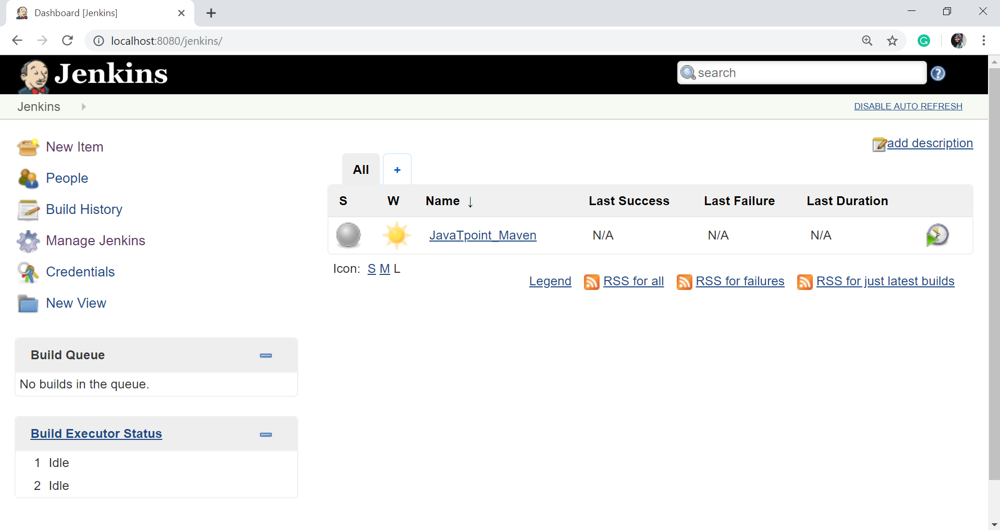 Dashboard [Jenkins]
localhost:8080/jenkins/
Jenkins
search
Jenkins
DISABLE AUTO REFRESH
New Item
People
Build History
Manage Jenkins
Credentials
New View
add description
All +
S W Name ↓ Last Success Last Failure Last Duration
JavaTpoint_Maven N/A N/A N/A
Icon: S M L
Legend RSS for all RSS for failures RSS for just latest builds
Build Queue
No builds in the queue.
Build Executor Status
1 Idle
2 Idle